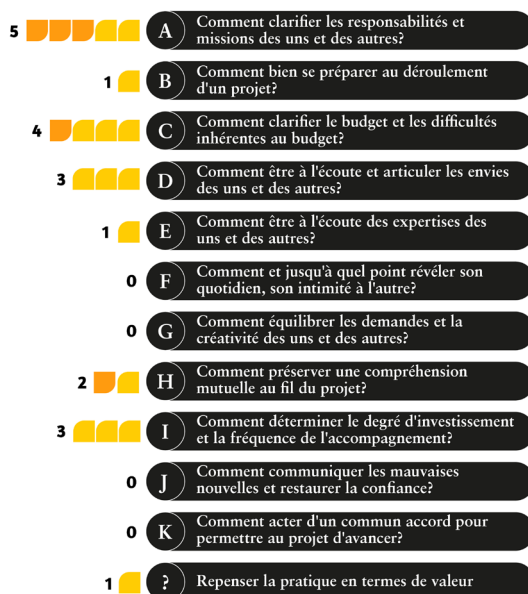 5 A Comment clarifier les responsabilités et
missions des uns et des autres?
1 B Comment bien se préparer au déroulement
d'un projet?
4 C Comment clarifier le budget et les difficultés
inhérentes au budget?
3 D Comment être à l'écoute et articuler les envies
des uns et des autres?
1 E Comment être à l'écoute des expertises des
uns et des autres?
0 F Comment et jusqu'à quel point révéler son
quotidien, son intimité à l'autre?
0 G Comment équilibrer les demandes et la
créativité des uns et des autres?
2 H Comment préserver une compréhension
mutuelle au fil du projet?
3 I Comment déterminer le degré d'investissement
et la fréquence de l'accompagnement?
0 J Comment communiquer les mauvaises
nouvelles et restaurer la confiance?
0 K Comment acter d'un commun accord pour
permettre au projet d'avancer?
1 ? Repenser la pratique en termes de valeur